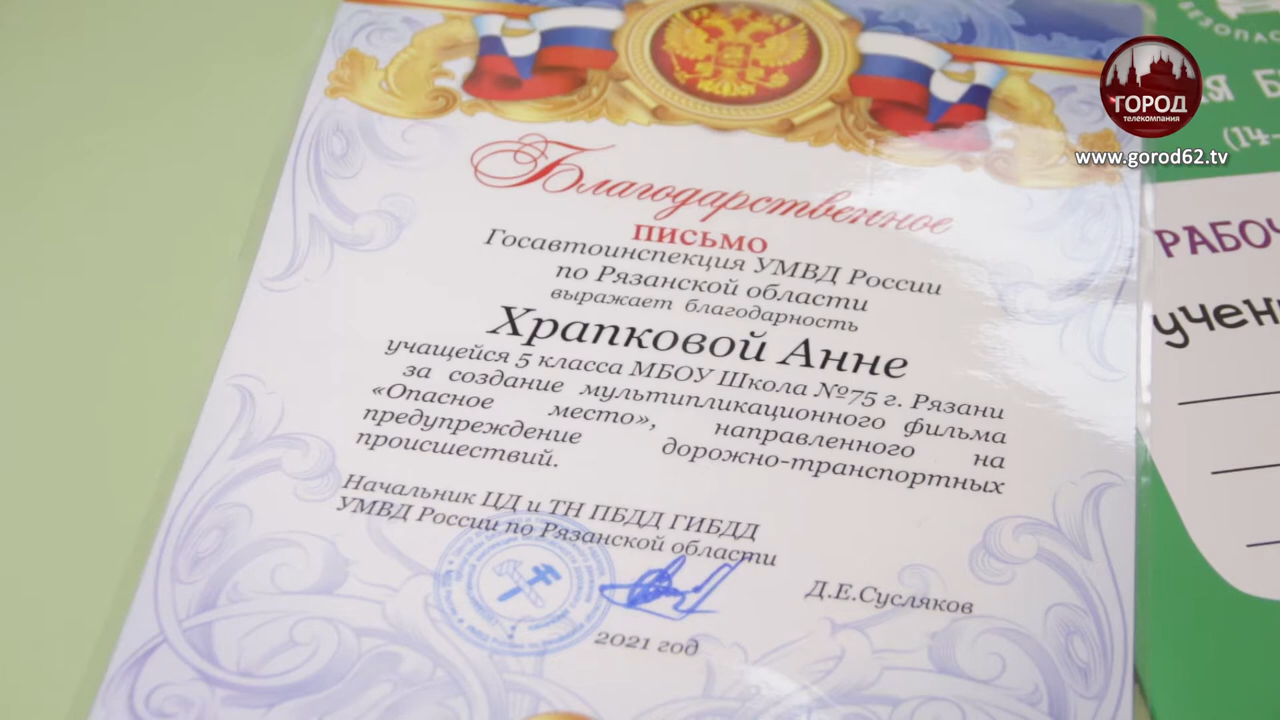 Благодарственное
письмо
Госавтоинспекция УМВД России
по Рязанской области
выражает благодарность
Храпковой Анне
учащейся 5 класса МБОУ Школа №75 г. Рязани
за создание мультипликационного фильма
«Опасное место», направленного на
предупреждение дорожно-транспортных
происшествий.
Начальник ЦД и ТН ПБДД ГИБДД
УМВД России по Рязанской области
Д.Е.Сусляков
2021 год
ГОРОД
телекомпания
www.gorod62.tv
(14-
РАБОЧ
учен